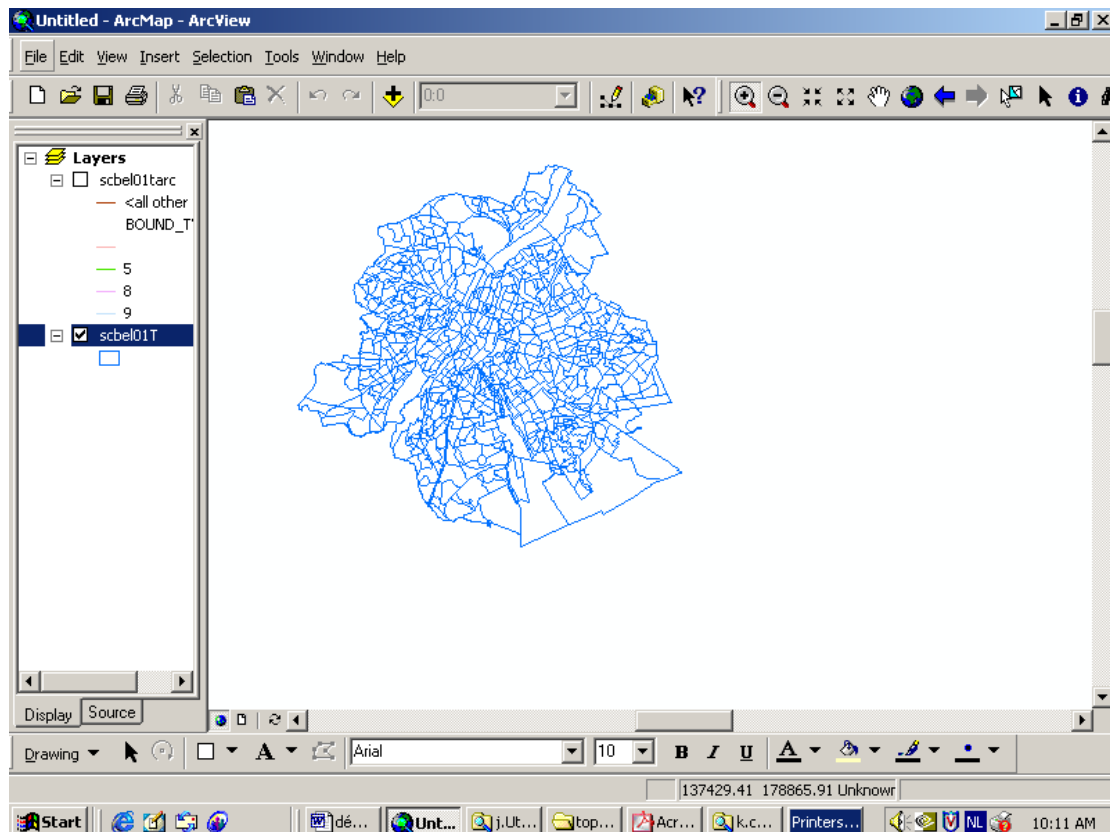 Untitled - ArcMap - ArcView
File Edit View Insert Selection Tools Window Help
0:0
Layers
scbel01tarc
<all other
BOUND_T
5
8
9
scbel01T
Display Source
Drawing A Arial 10 B I U A
137429.41 178865.91 Unknowr
Start dé... Unt... j.Ut... top... Acr... k.c... Printers... NL 10:11 AM